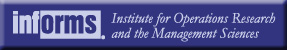 informs. Institute for Operations Research
and the Management Sciences